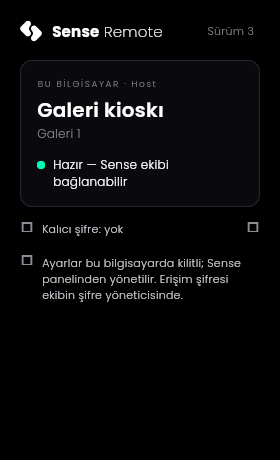 Sense Remote
Sürüm 3
BU BİLGİSAYAR · Host
Galeri kioskı
Galeri 1
Hazır — Sense ekibi
bağlanabilir
Kalıcı şifre: yok
Ayarlar bu bilgisayarda kilitli; Sense
panelinden yönetilir. Erişim şifresi
ekibin şifre yöneticisinde.